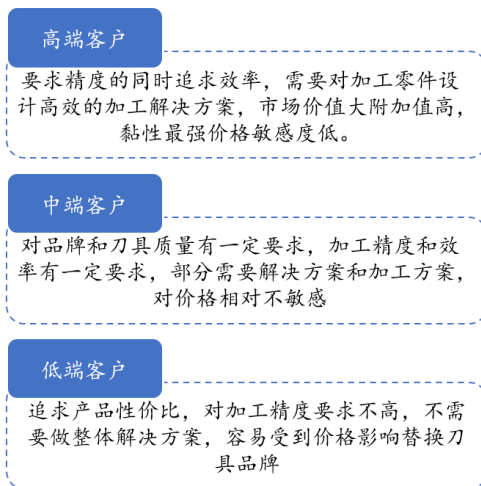 高端客户
要求精度的同时追求效率，需要对加工零件设
计高效的加工解决方案，市场价值大附加值高，
黏性最强价格敏感度低。
中端客户
对品牌和刀具质量有一定要求，加工精度和效
率有一定要求，部分需要解决方案和加工方案，
对价格相对不敏感
低端客户
追求产品性价比，对加工精度要求不高，不需
要做整体解决方案，容易受到价格影响替换刀
具品牌